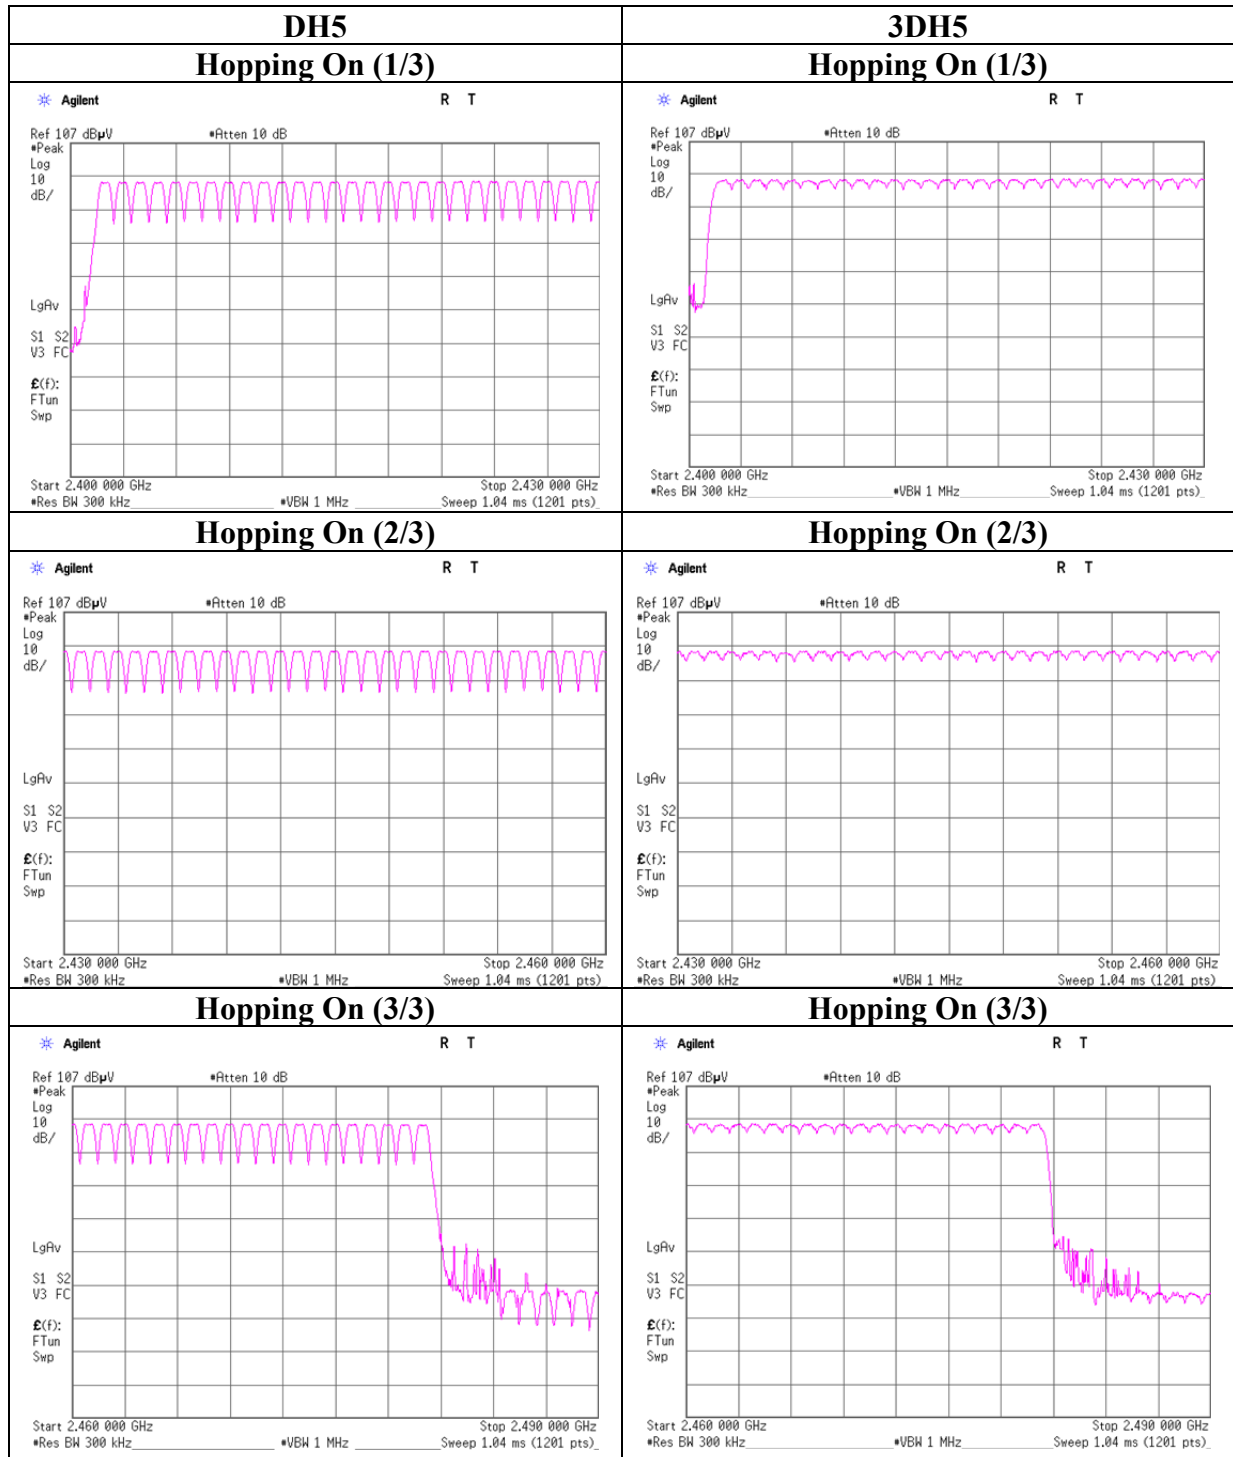 DH5 3DH5
Hopping On (1/3) Hopping On (1/3)
Agilent R T
Ref 107 dBµV #Atten 10 dB
#Peak
Log
10
dB/
LgAv
S1 S2
V3 FC
£(f):
FTun
Swp
Start 2.400 000 GHz Stop 2.430 000 GHz
#Res BW 300 kHz #VBW 1 MHz Sweep 1.04 ms (1201 pts)
Agilent R T
Ref 107 dBµV #Atten 10 dB
#Peak
Log
10
dB/
LgAv
S1 S2
V3 FC
£(f):
FTun
Swp
Start 2.400 000 GHz Stop 2.430 000 GHz
#Res BW 300 kHz #VBW 1 MHz Sweep 1.04 ms (1201 pts)
Hopping On (2/3) Hopping On (2/3)
Agilent R T
Ref 107 dBµV #Atten 10 dB
#Peak
Log
10
dB/
LgAv
S1 S2
V3 FC
£(f):
FTun
Swp
Start 2.430 000 GHz Stop 2.460 000 GHz
#Res BW 300 kHz #VBW 1 MHz Sweep 1.04 ms (1201 pts)
Agilent R T
Ref 107 dBµV #Atten 10 dB
#Peak
Log
10
dB/
LgAv
S1 S2
V3 FC
£(f):
FTun
Swp
Start 2.430 000 GHz Stop 2.460 000 GHz
#Res BW 300 kHz #VBW 1 MHz Sweep 1.04 ms (1201 pts)
Hopping On (3/3) Hopping On (3/3)
Agilent R T
Ref 107 dBµV #Atten 10 dB
#Peak
Log
10
dB/
LgAv
S1 S2
V3 FC
£(f):
FTun
Swp
Start 2.460 000 GHz Stop 2.490 000 GHz
#Res BW 300 kHz #VBW 1 MHz Sweep 1.04 ms (1201 pts)
Agilent R T
Ref 107 dBµV #Atten 10 dB
#Peak
Log
10
dB/
LgAv
S1 S2
V3 FC
£(f):
FTun
Swp
Start 2.460 000 GHz Stop 2.490 000 GHz
#Res BW 300 kHz #VBW 1 MHz Sweep 1.04 ms (1201 pts)